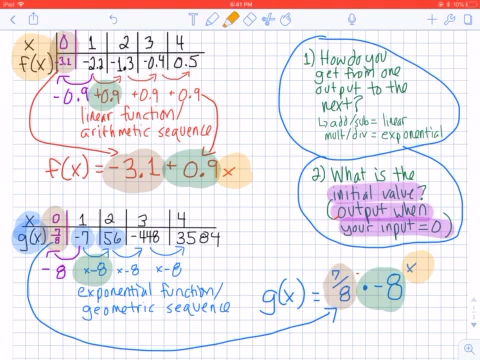 iPad
6:41 PM
83%
x | 0 | 1 | 2 | 3 | 4
f(x) | -3.1 | -2.2 | -1.3 | -0.4 | 0.5
-0.9 +0.9 +0.9 +0.9
linear function/
arithmetic sequence
f(x) = -3.1 + 0.9x
x | 0 | 1 | 2 | 3 | 4
g(x) | 7/8 | -7 | 56 | -448 | 3584
÷-8 x-8 x-8 x-8
exponential function/
geometric sequence
g(x) = 7/8 · -8^x
1) How do you
get from one
output to the
next?
↳ add/sub = linear
mult/div = exponential
2) What is the
initial value?
(output when
your input = 0)